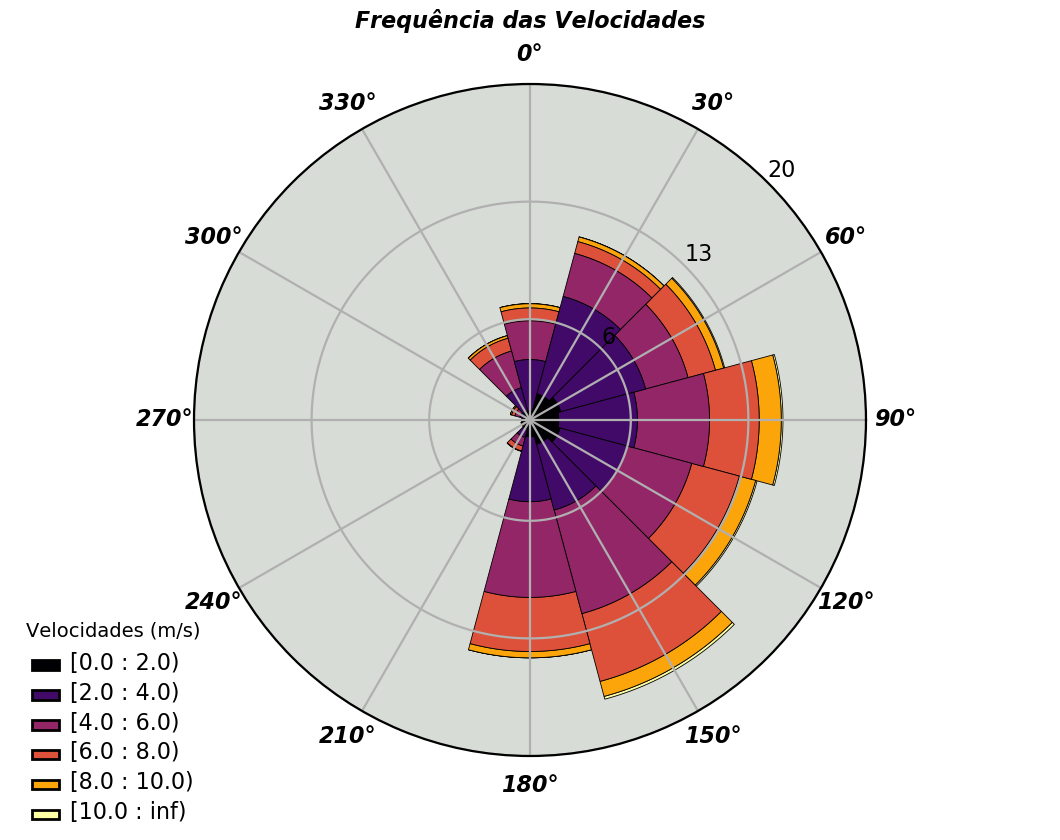 Frequência das Velocidades
0°
330°
30°
20
300°
60°
13
6
270°
90°
240°
120°
210°
150°
180°
Velocidades (m/s)
[0.0 : 2.0)
[2.0 : 4.0)
[4.0 : 6.0)
[6.0 : 8.0)
[8.0 : 10.0)
[10.0 : inf)